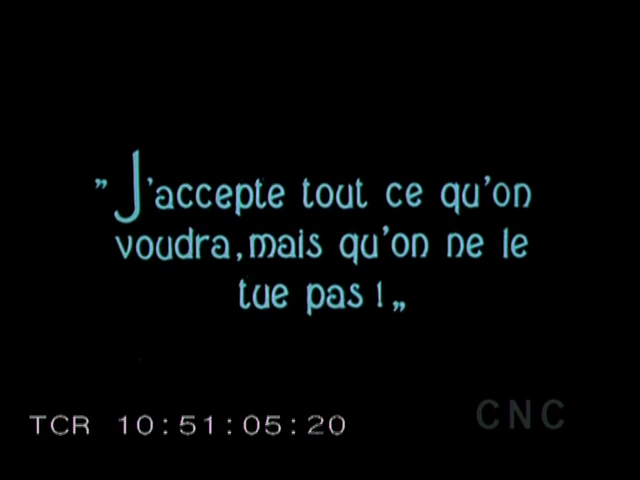 ”J'accepte tout ce qu'on
voudra, mais qu'on ne le
tue pas !„
TCR 10:51:05:20
CNC